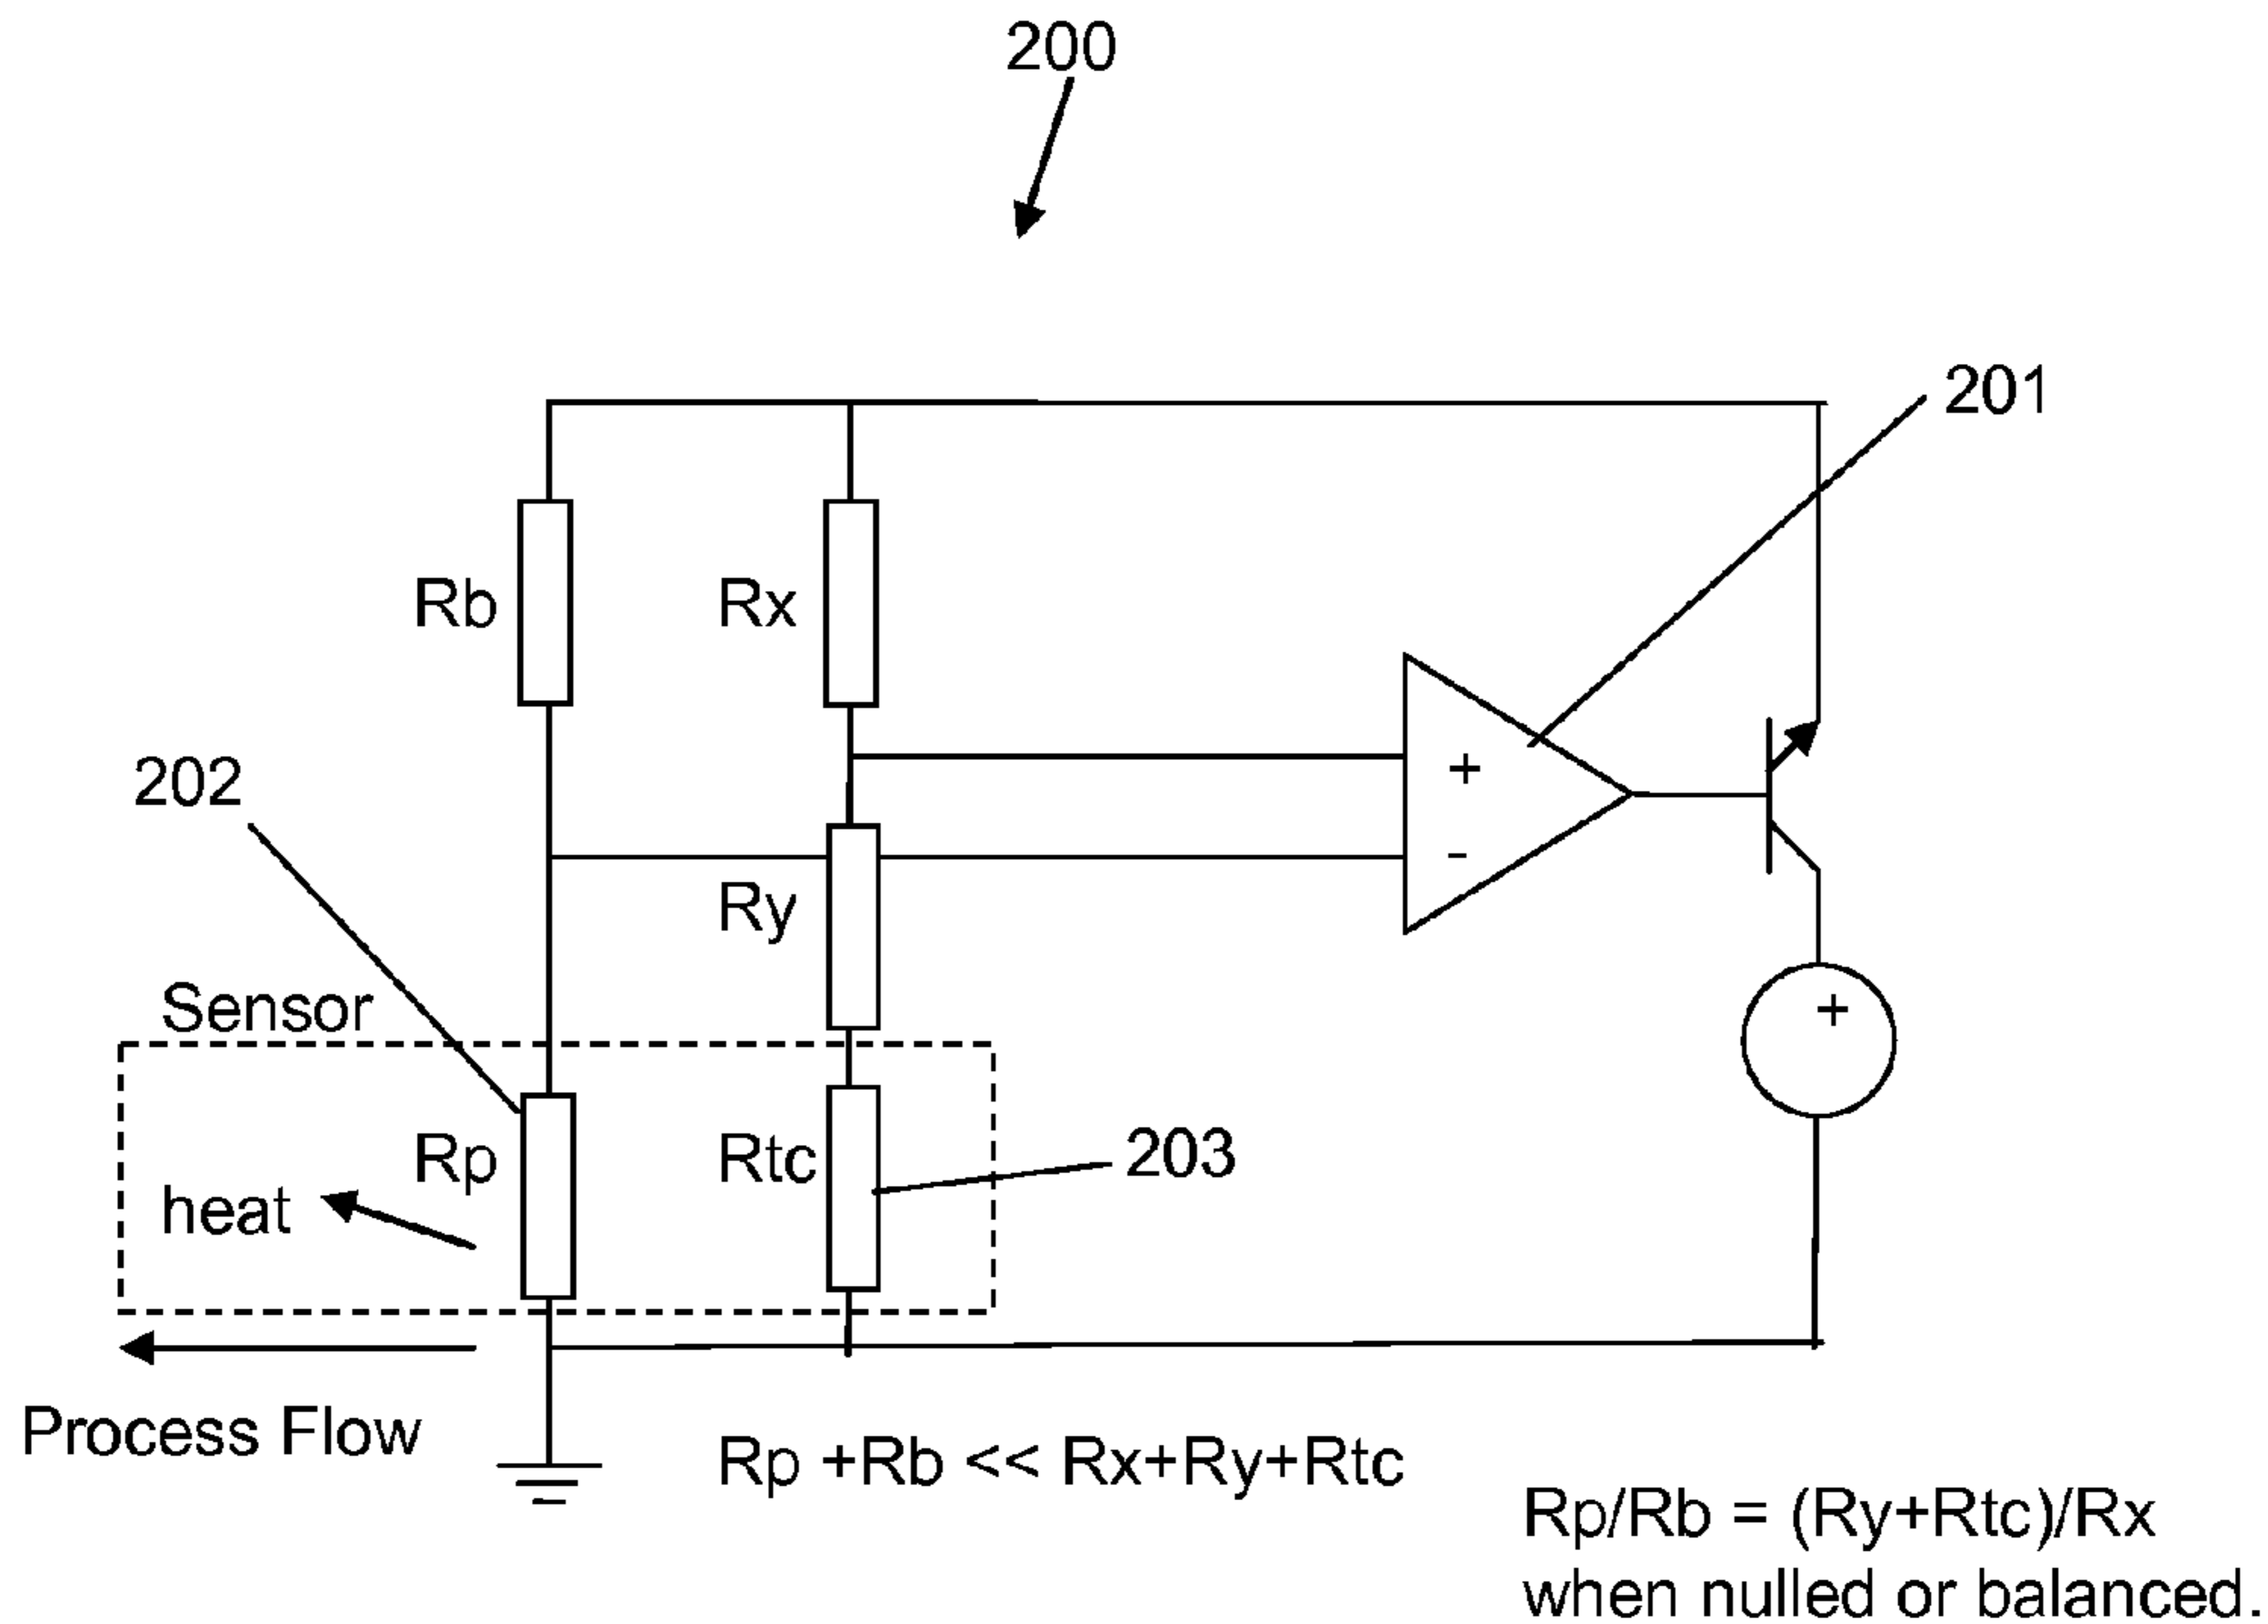 200
201
Rb
Rx
+
-
202
Ry
Sensor
+
Rp
Rtc
203
heat
Process Flow
Rp +Rb << Rx+Ry+Rtc
Rp/Rb = (Ry+Rtc)/Rx
when nulled or balanced.